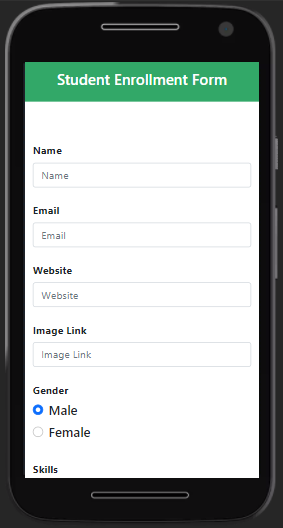 Student Enrollment Form
Name
Name
Email
Email
Website
Website
Image Link
Image Link
Gender
Male
Female
Skills